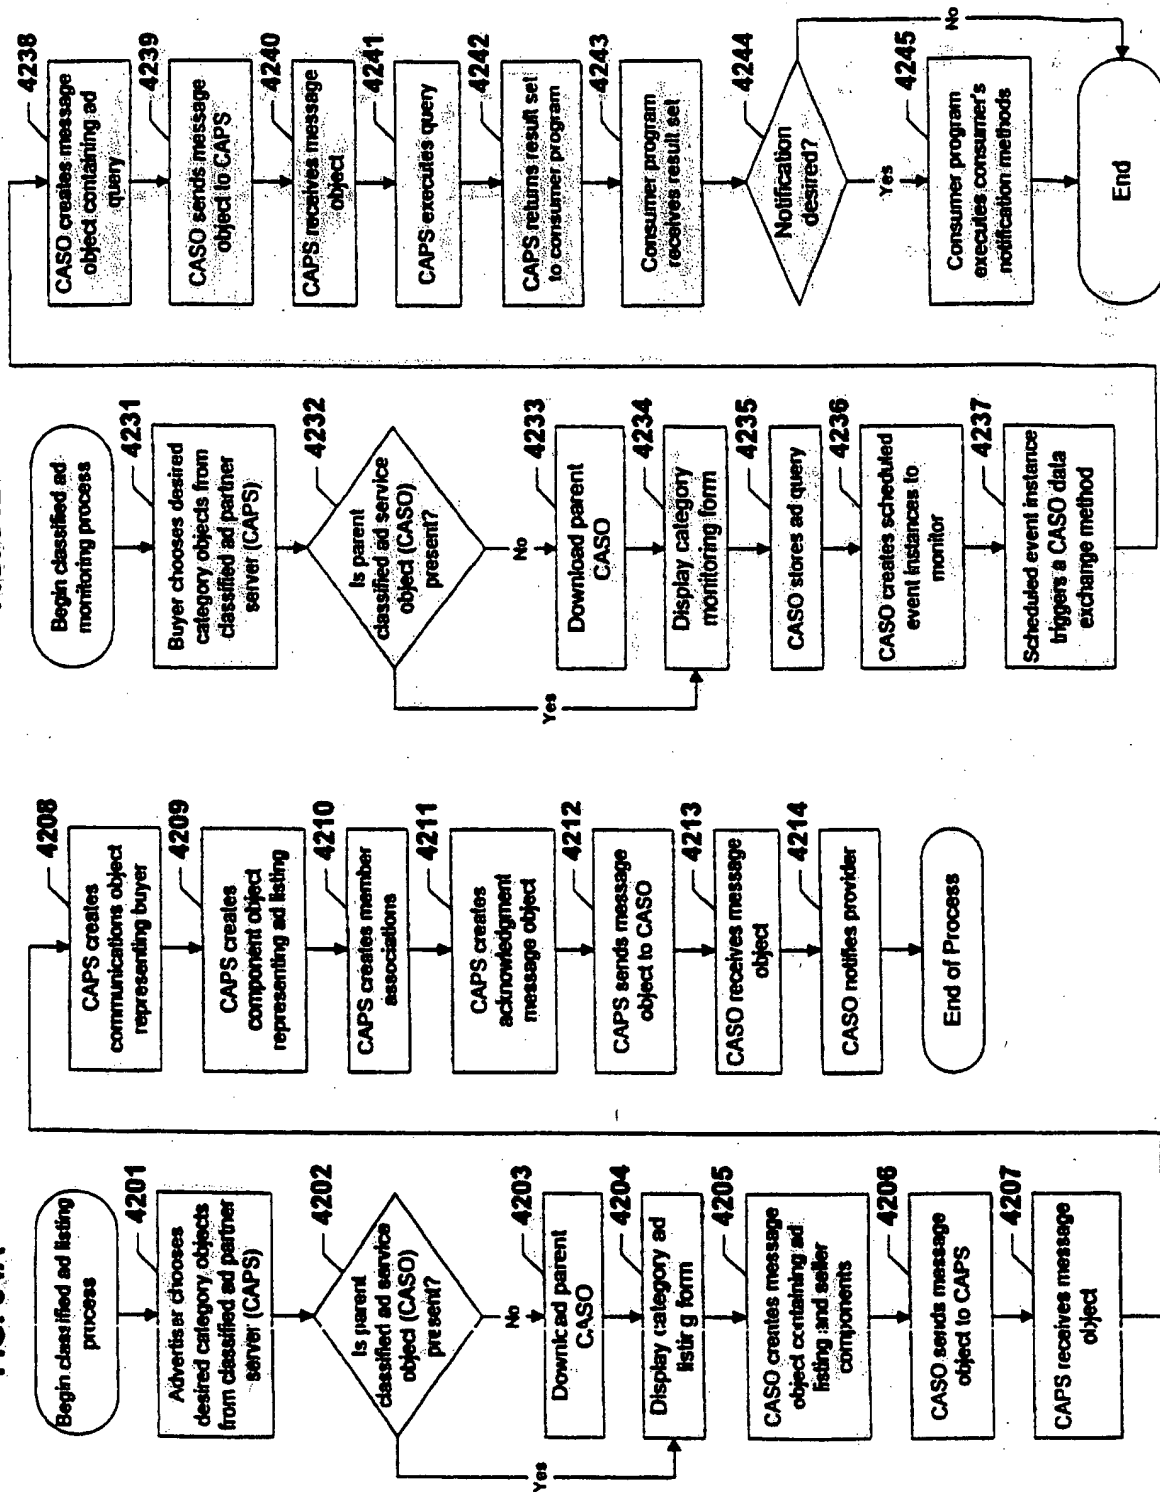 Begin classified ad listing
process
4201
Advertiser chooses
desired category objects
from classified ad partner
server (CAPS)
4202
Is parent
classified ad service
object (CASO)
present?
No
Yes
4203
Download parent
CASO
4204
Display category ad
listing form
4205
CASO creates message
object containing ad
listing and seller
components
4206
CASO sends message
object to CAPS
4207
CAPS receives message
object
4208
CAPS creates
communications object
representing buyer
4209
CAPS creates
component object
representing ad listing
4210
CAPS creates member
associations
4211
CAPS creates
acknowledgment
message object
4212
CAPS sends message
object to CASO
4213
CASO receives message
object
4214
CASO notifies provider
End of Process
Begin classified ad
monitoring process
4231
Buyer chooses desired
category objects from
classified ad partner
server (CAPS)
4232
Is parent
classified ad service
object (CASO)
present?
No
Yes
4233
Download parent
CASO
4234
Display category
monitoring form
4235
CASO stores ad query
4236
CASO creates scheduled
event instances to
monitor
4237
Scheduled event instance
triggers a CASO data
exchange method
4238
CASO creates message
object containing ad
query
4239
CASO sends message
object to CAPS
4240
CAPS receives message
object
4241
CAPS executes query
4242
CAPS returns result set
to consumer program
4243
Consumer program
receives result set
4244
Notification
desired?
No
Yes
4245
Consumer program
executes consumer's
notification methods
End